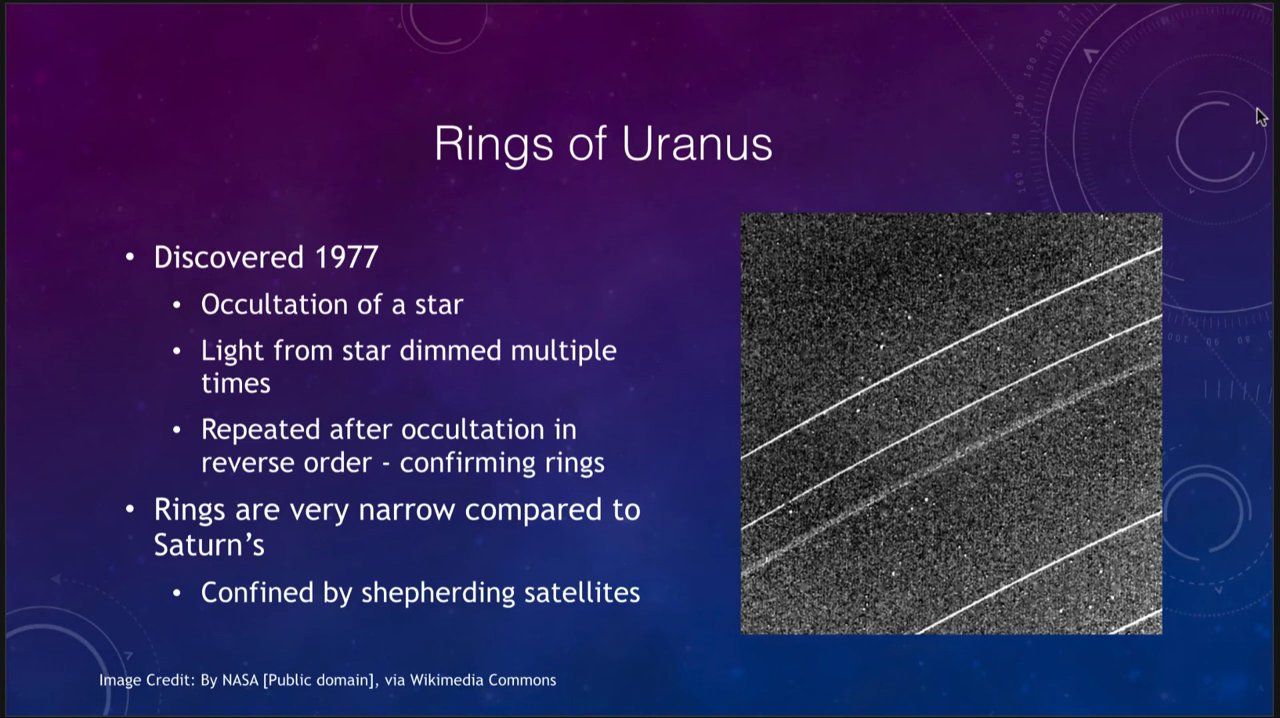 Rings of Uranus
• Discovered 1977
• Occultation of a star
• Light from star dimmed multiple
times
• Repeated after occultation in
reverse order - confirming rings
• Rings are very narrow compared to
Saturn’s
• Confined by shepherding satellites
Image Credit: By NASA [Public domain], via Wikimedia Commons